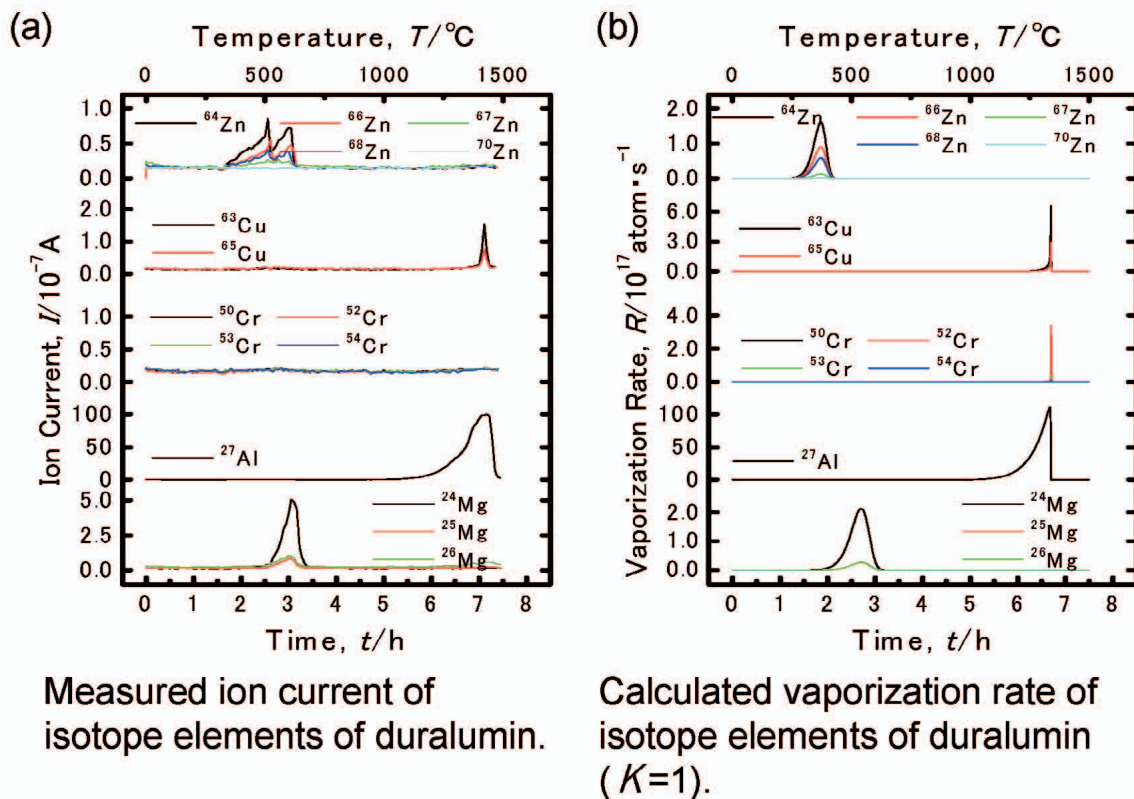 (a)
Temperature, T/°C
0 500 1000 1500
1.0
0.5
0.0
⁶⁴Zn ⁶⁶Zn ⁶⁷Zn
⁶⁸Zn ⁷⁰Zn
2.0
1.0
0.0
⁶³Cu
⁶⁵Cu
1.0
0.5
0.0
⁵⁰Cr ⁵²Cr
⁵³Cr ⁵⁴Cr
100
50
0
²⁷Al
5.0
2.5
0.0
²⁴Mg
²⁵Mg
²⁶Mg
Ion Current, I/10⁻⁷A
0 1 2 3 4 5 6 7 8
Time, t/h
Measured ion current of
isotope elements of duralumin.
(b)
Temperature, T/°C
0 500 1000 1500
2.0
1.0
0.0
⁶⁴Zn ⁶⁶Zn ⁶⁷Zn
⁶⁸Zn ⁷⁰Zn
6.0
3.0
0.0
⁶³Cu
⁶⁵Cu
4.0
2.0
0.0
⁵⁰Cr ⁵²Cr
⁵³Cr ⁵⁴Cr
100
50
0
²⁷Al
2.0
1.0
0.0
²⁴Mg
²⁵Mg
²⁶Mg
Vaporization Rate, R/10¹⁷ atom·s⁻¹
0 1 2 3 4 5 6 7 8
Time, t/h
Calculated vaporization rate of
isotope elements of duralumin
( K=1).